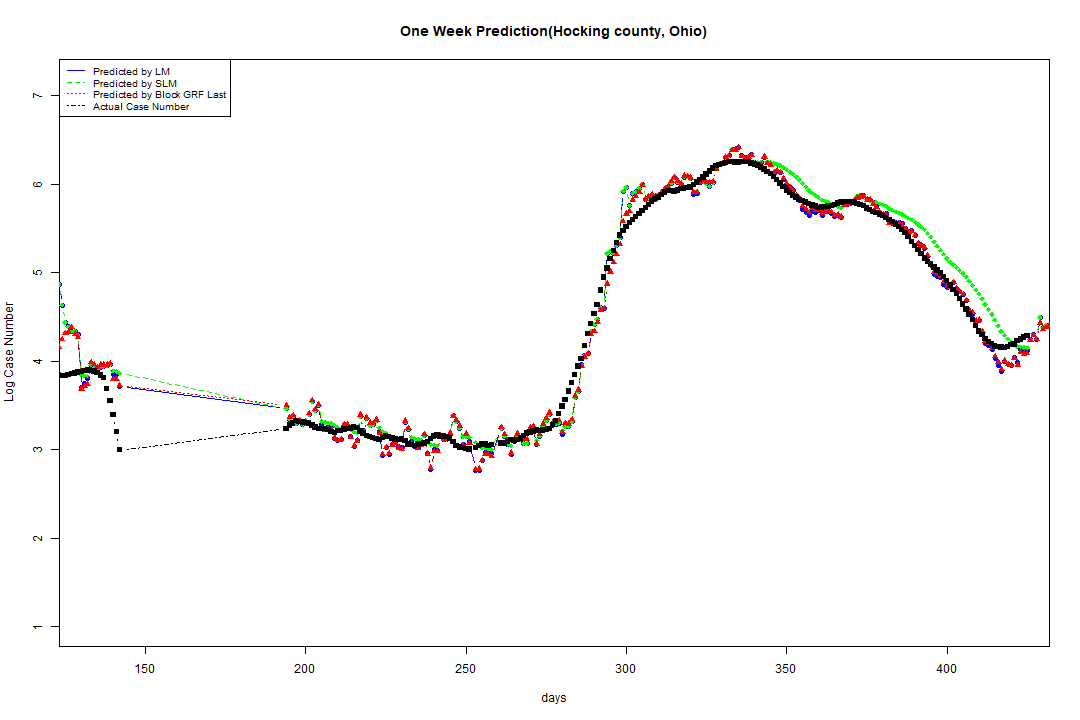 One Week Prediction(Hocking county, Ohio)
Predicted by LM
Predicted by SLM
Predicted by Block GRF Last
Actual Case Number
7
6
5
4
3
2
1
Log Case Number
150 200 250 300 350 400
days